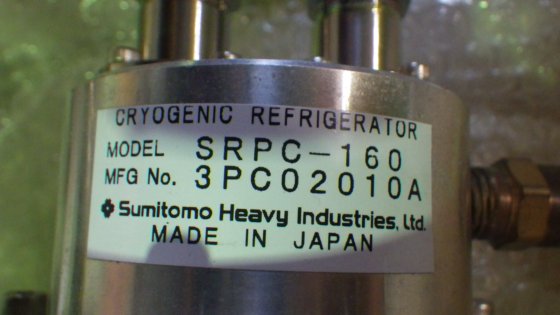 CRYOGENIC REFRIGERATOR
MODEL SRPC-160
MFG No. 3PC02010A
Sumitomo Heavy Industries, Ltd.
MADE IN JAPAN